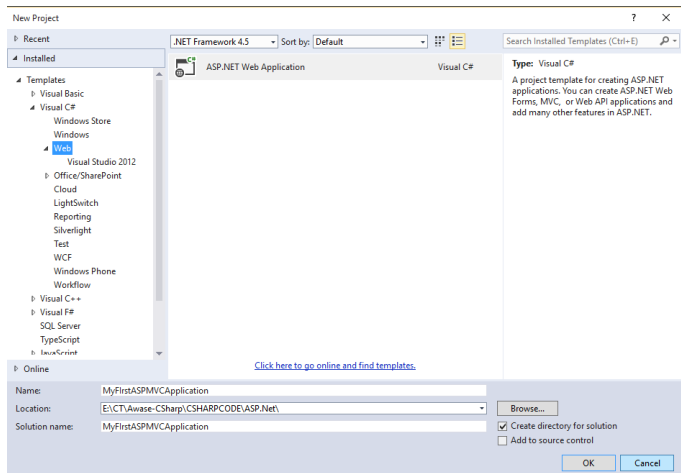 New Project
? ×
Recent
.NET Framework 4.5 Sort by: Default
Search Installed Templates (Ctrl+E)
Installed
Templates
Visual Basic
Visual C#
Windows Store
Windows
Web
Visual Studio 2012
Office/SharePoint
Cloud
LightSwitch
Reporting
Silverlight
Test
WCF
Windows Phone
Workflow
Visual C++
Visual F#
SQL Server
TypeScript
JavaScript
Online
C#
ASP.NET Web Application Visual C#
Click here to go online and find templates.
Type: Visual C#
A project template for creating ASP.NET
applications. You can create ASP.NET Web
Forms, MVC, or Web API applications and
add many other features in ASP.NET.
Name: MyFIrstASPMVCApplication
Location: E:\CT\Awase-CSharp\CSHARPCODE\ASP.Net\ Browse...
Solution name: MyFIrstASPMVCApplication
Create directory for solution
Add to source control
OK Cancel